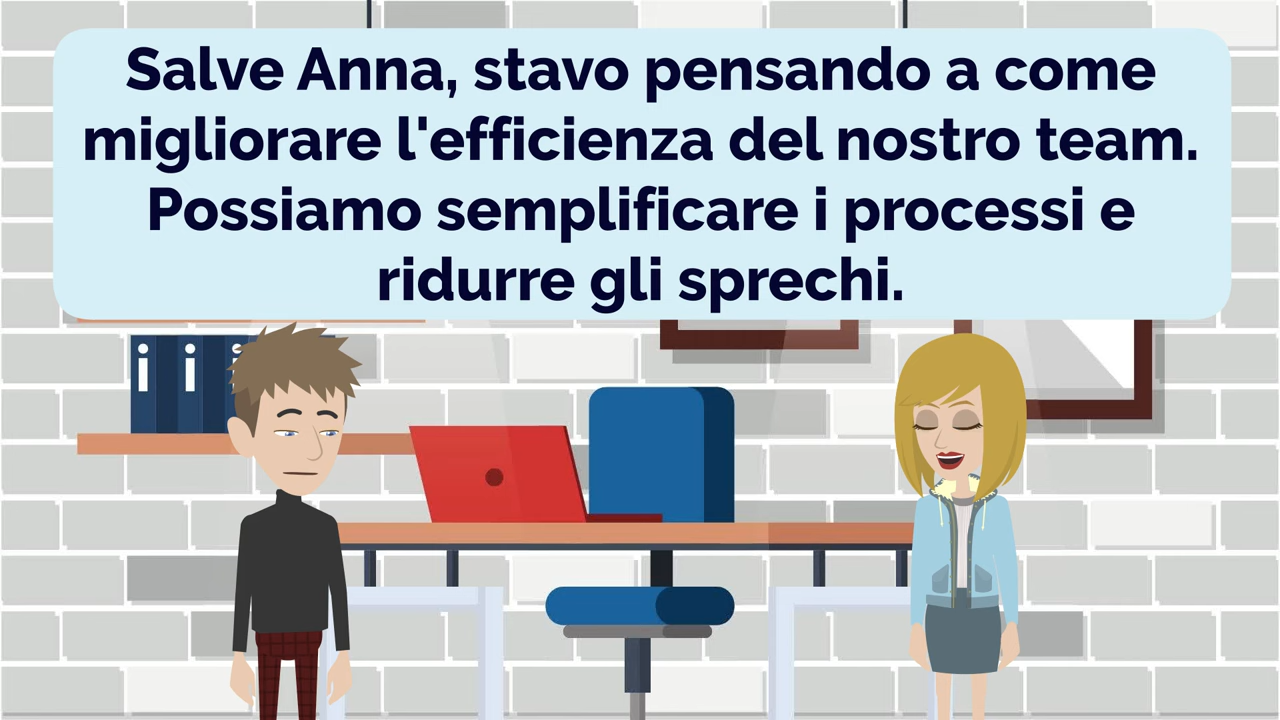 Salve Anna, stavo pensando a come
migliorare l'efficienza del nostro team.
Possiamo semplificare i processi e
ridurre gli sprechi.